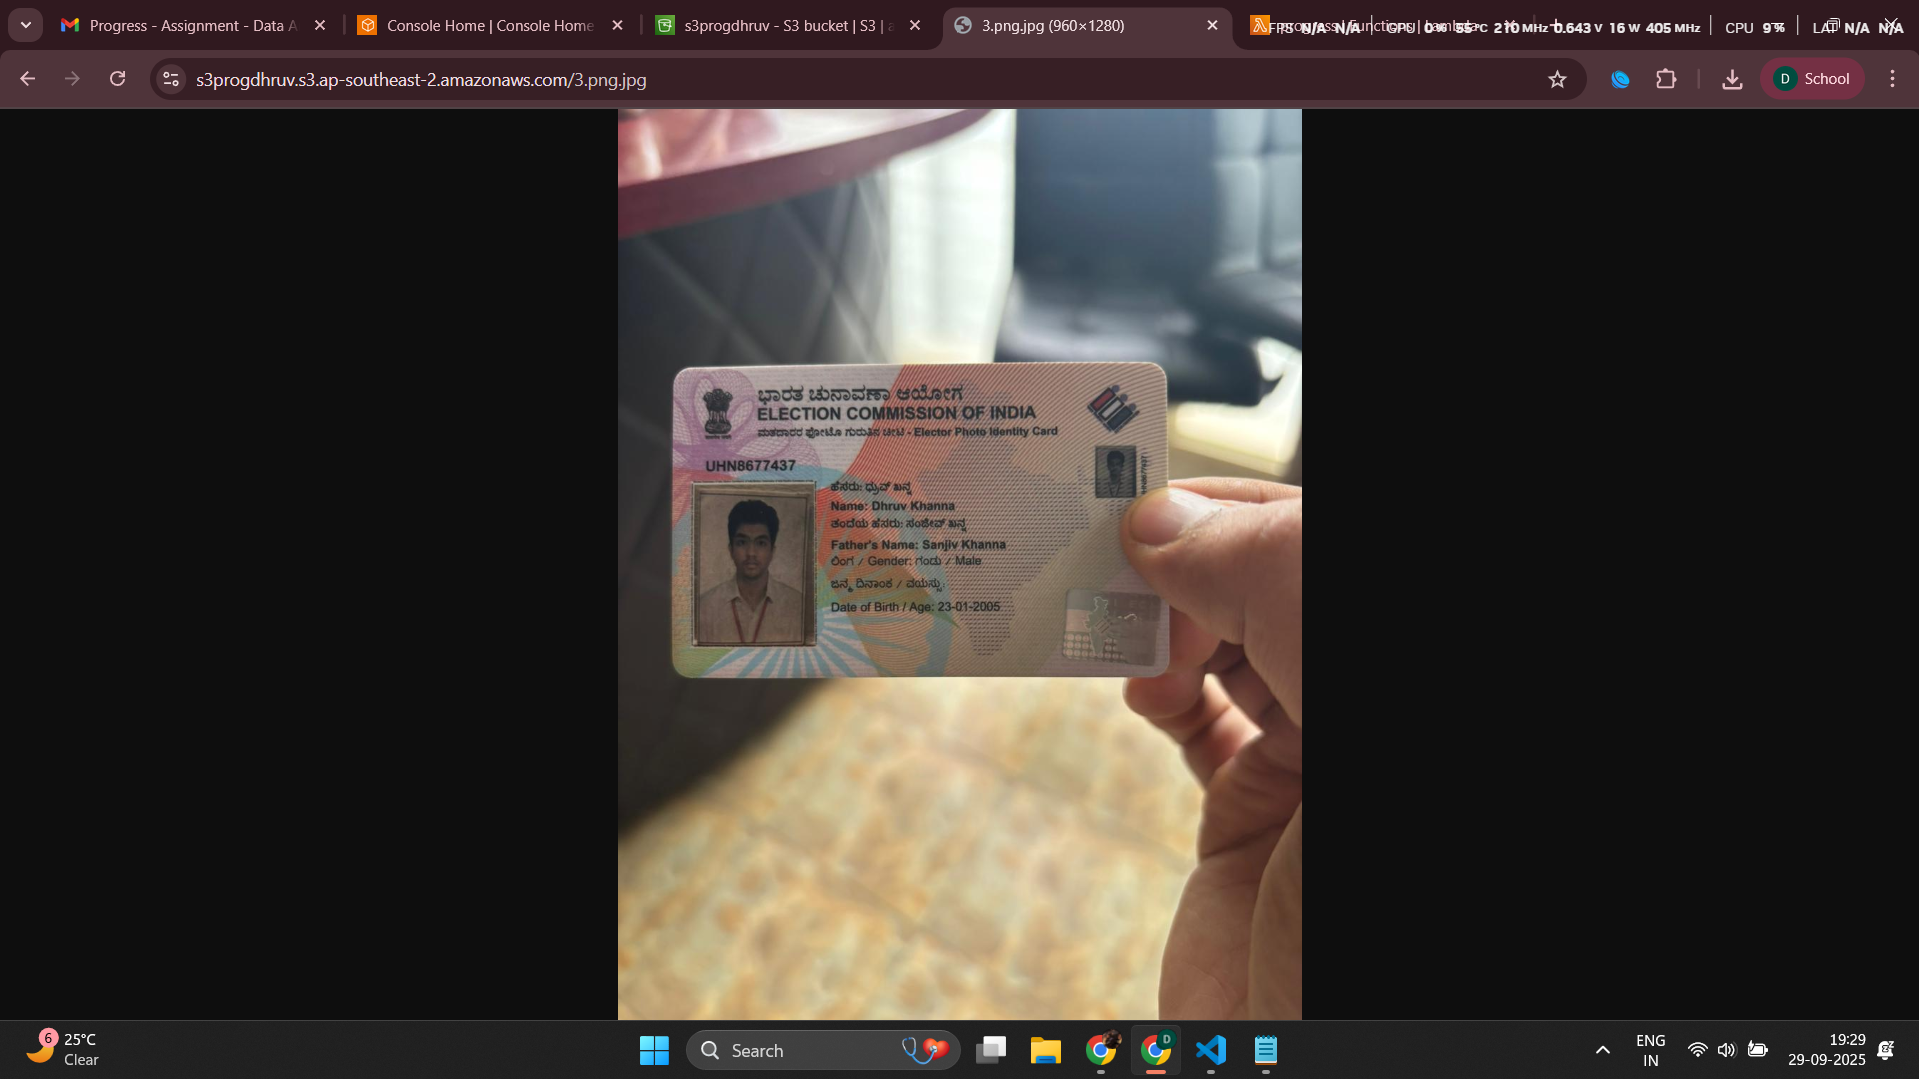 Progress - Assignment - Data A
Console Home | Console Home
s3progdhruv - S3 bucket | S3 | a
3.png.jpg (960×1280)
progress | Functions | Lambda
FPS N/A N/A GPU 0% 55°C 210 MHz 0.643 V 16 W 405 MHz CPU 9% LAT N/A N/A
s3progdhruv.s3.ap-southeast-2.amazonaws.com/3.png.jpg
D School
ಭಾರತ ಚುನಾವಣಾ ಆಯೋಗ
ELECTION COMMISSION OF INDIA
ಮತದಾರರ ಫೋಟೊ ಗುರುತಿನ ಚೀಟಿ - Elector Photo Identity Card
UHN8677437
ಹೆಸರು: ಧ್ರುವ್ ಖನ್ನ
Name: Dhruv Khanna
ತಂದೆಯ ಹೆಸರು: ಸಂಜೀವ್ ಖನ್ನ
Father's Name: Sanjiv Khanna
ಲಿಂಗ / Gender: ಗಂಡು / Male
ಜನ್ಮ ದಿನಾಂಕ / ವಯಸ್ಸು:
Date of Birth / Age: 23-01-2005
6
25°C
Clear
Search
D
ENG
IN
19:29
29-09-2025